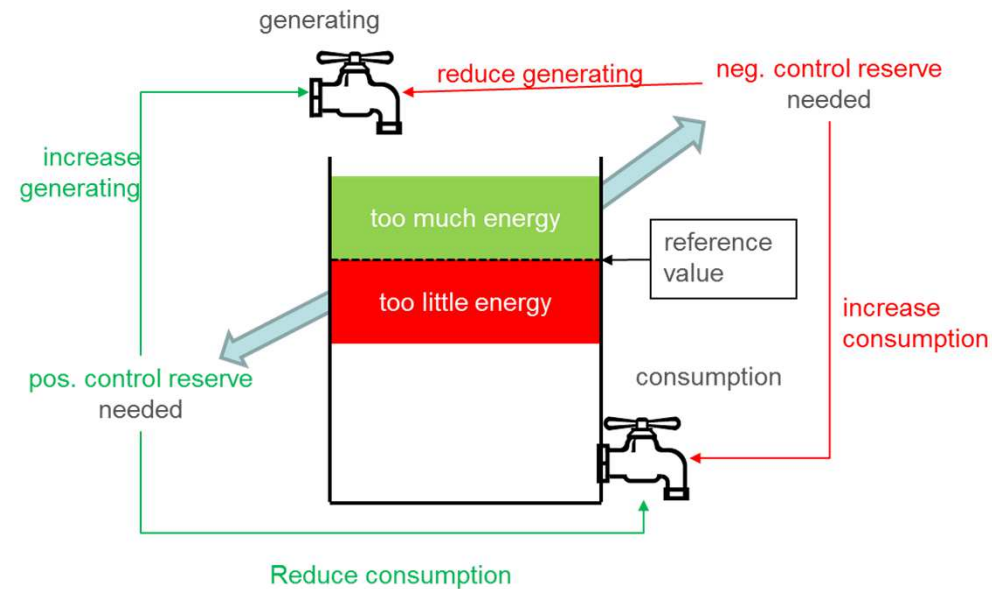 generating
reduce generating
neg. control reserve
needed
increase
generating
too much energy
reference
value
too little energy
increase
consumption
pos. control reserve
needed
consumption
Reduce consumption